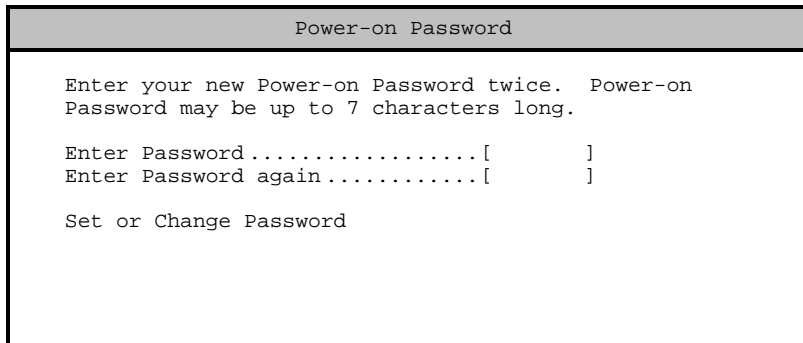 Power-on Password
Enter your new Power-on Password twice.  Power-on
Password may be up to 7 characters long.
Enter Password..................[       ]
Enter Password again............[       ]
Set or Change Password